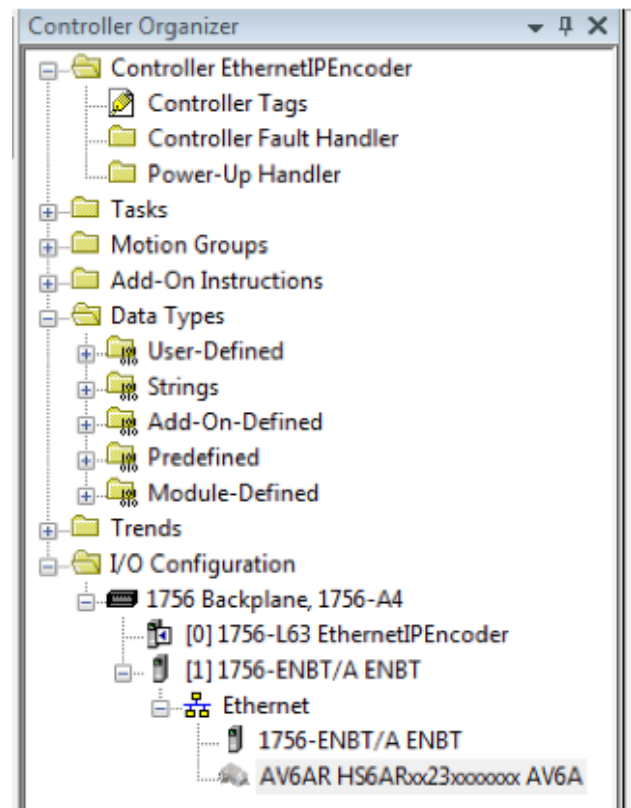 Controller Organizer
Controller EthernetIPEncoder
Controller Tags
Controller Fault Handler
Power-Up Handler
Tasks
Motion Groups
Add-On Instructions
Data Types
User-Defined
Strings
Add-On-Defined
Predefined
Module-Defined
Trends
I/O Configuration
1756 Backplane, 1756-A4
[0] 1756-L63 EthernetIPEncoder
[1] 1756-ENBT/A ENBT
Ethernet
1756-ENBT/A ENBT
AV6AR HS6ARxx23xxxxxxx AV6A